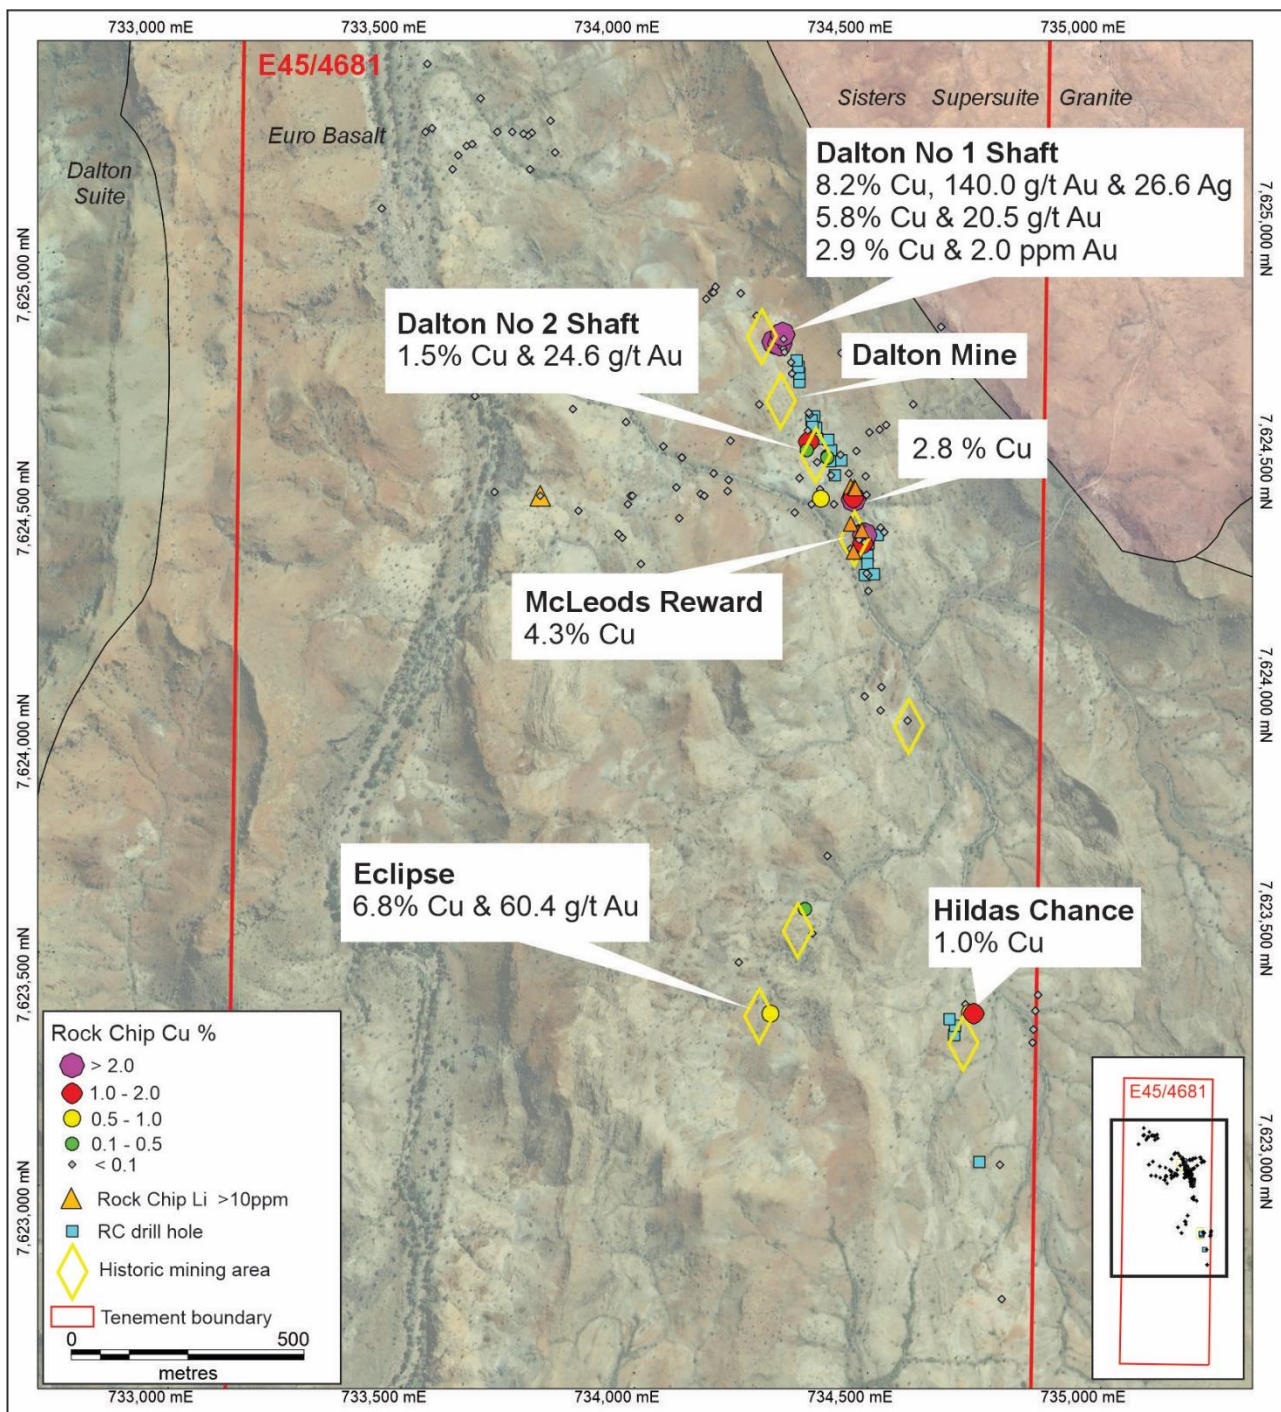 733,000 mE
733,500 mE
734,000 mE
734,500 mE
735,000 mE
E45/4681
Sisters Supersuite Granite
Euro Basalt
Dalton
Suite
Dalton No 1 Shaft
8.2% Cu, 140.0 g/t Au & 26.6 Ag
5.8% Cu & 20.5 g/t Au
2.9 % Cu & 2.0 ppm Au
7,625,000 mN
7,625,000 mN
Dalton No 2 Shaft
1.5% Cu & 24.6 g/t Au
Dalton Mine
2.8 % Cu
7,624,500 mN
7,624,500 mN
McLeods Reward
4.3% Cu
7,624,000 mN
7,624,000 mN
Eclipse
6.8% Cu & 60.4 g/t Au
Hildas Chance
1.0% Cu
7,623,500 mN
7,623,500 mN
Rock Chip Cu %
> 2.0
1.0 - 2.0
0.5 - 1.0
0.1 - 0.5
< 0.1
Rock Chip Li >10ppm
RC drill hole
Historic mining area
Tenement boundary
0 500
metres
E45/4681
7,623,000 mN
7,623,000 mN
733,000 mE
733,500 mE
734,000 mE
734,500 mE
735,000 mE